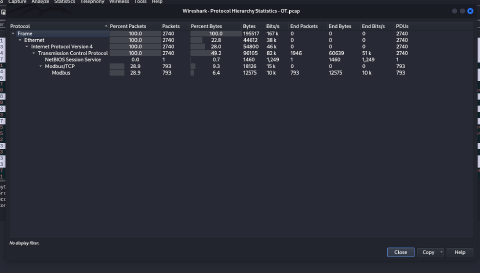 Capture Analyze Statistics Telephony Wireless Tools Help
Wireshark · Protocol Hierarchy Statistics · OT.pcap
Protocol Percent Packets Packets Percent Bytes Bytes Bits/s End Packets End Bytes End Bits/s PDUs
Frame 100.0 2740 100.0 195517 167 k 0 0 0 2740
Ethernet 100.0 2740 22.8 44612 38 k 0 0 0 2740
Internet Protocol Version 4 100.0 2740 28.0 54800 46 k 0 0 0 2740
Transmission Control Protocol 100.0 2740 49.2 96105 82 k 1946 60639 51 k 2740
NetBIOS Session Service 0.0 1 0.7 1460 1,249 1 1460 1,249 1
Modbus/TCP 28.9 793 9.3 18126 15 k 0 0 0 793
Modbus 28.9 793 6.4 12575 10 k 793 12575 10 k 793
No display filter.
Close Copy Help